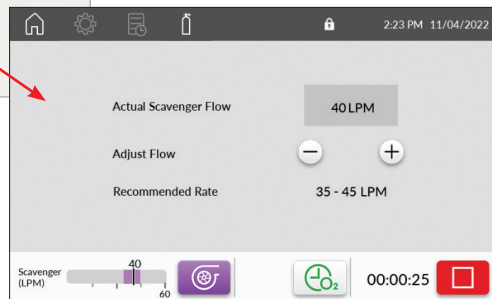 2:23 PM 11/04/2022
Actual Scavenger Flow 40 LPM
Adjust Flow − +
Recommended Rate 35 - 45 LPM
Scavenger
(LPM)
40
60
O₂
00:00:25